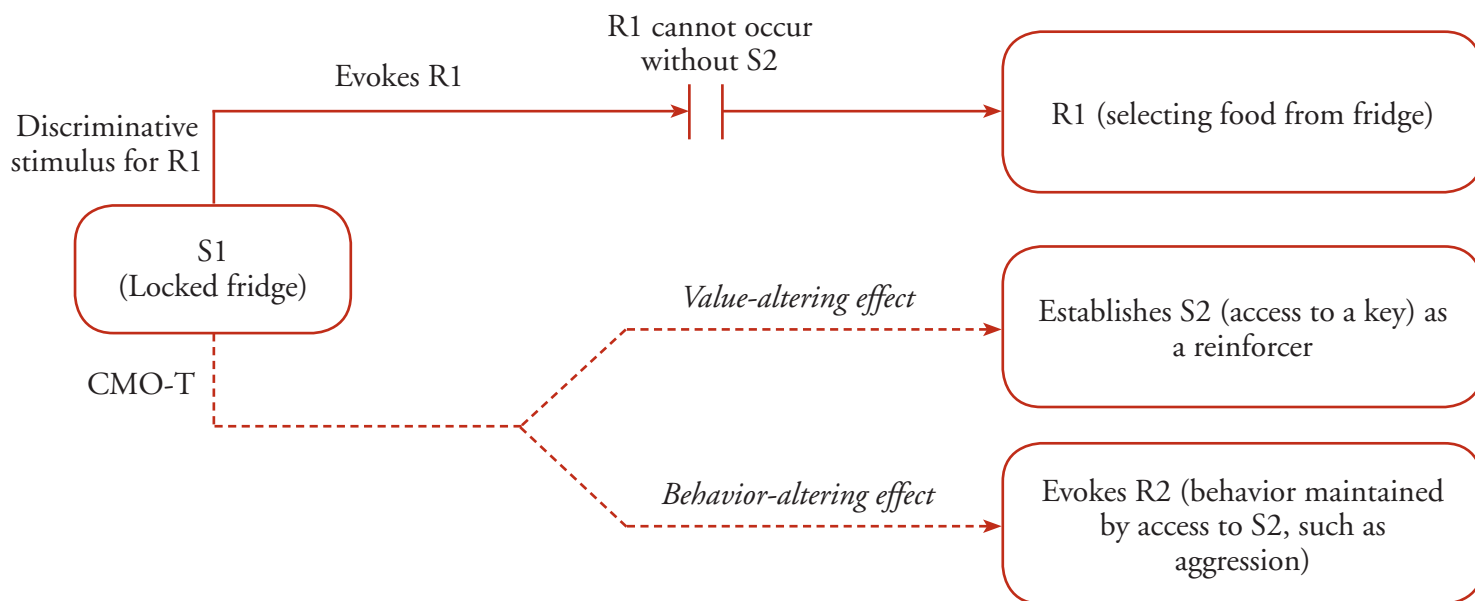 R1 cannot occur
without S2
Evokes R1
R1 (selecting food from fridge)
Discriminative
stimulus for R1
S1
(Locked fridge)
Value-altering effect
Establishes S2 (access to a key) as
a reinforcer
CMO-T
Behavior-altering effect
Evokes R2 (behavior maintained
by access to S2, such as
aggression)